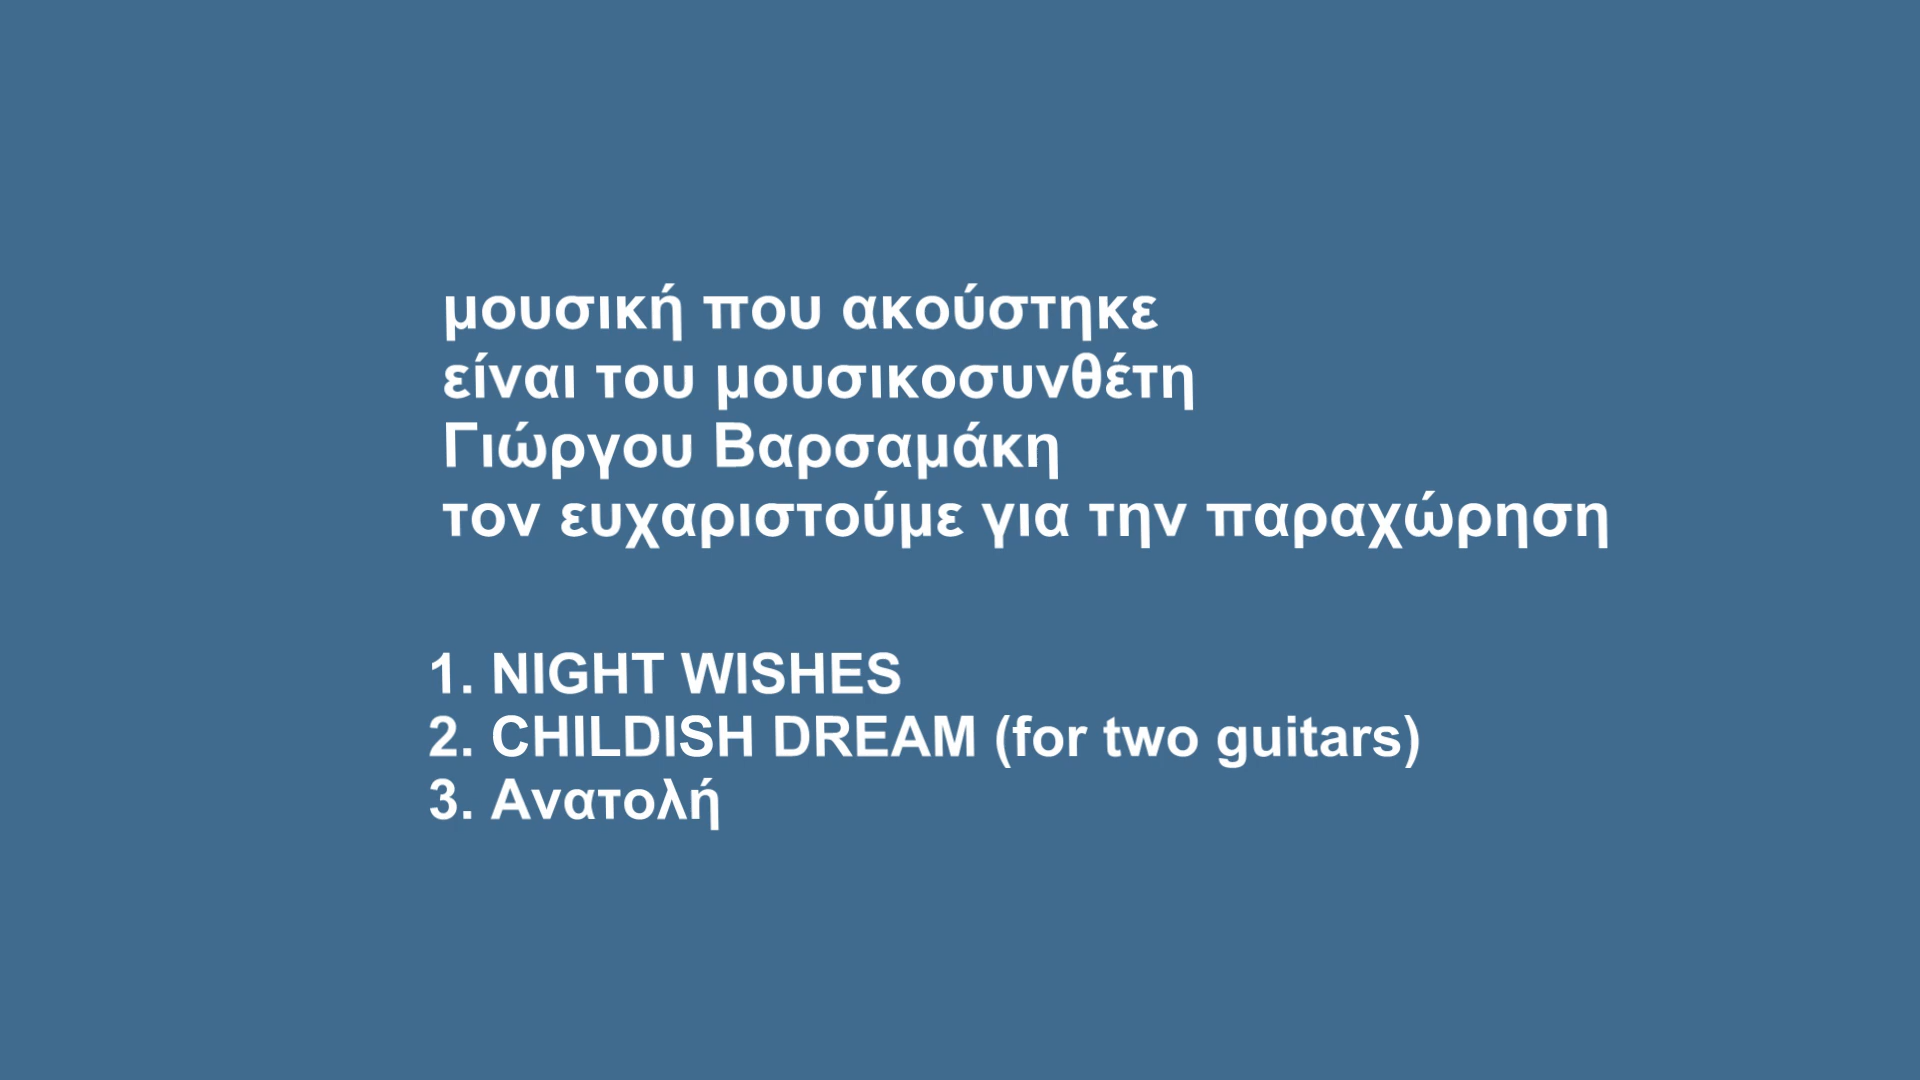 μουσική που ακούστηκε
είναι του μουσικοσυνθέτη
Γιώργου Βαρσαμάκη
τον ευχαριστούμε για την παραχώρηση
1. NIGHT WISHES
2. CHILDISH DREAM (for two guitars)
3. Ανατολή